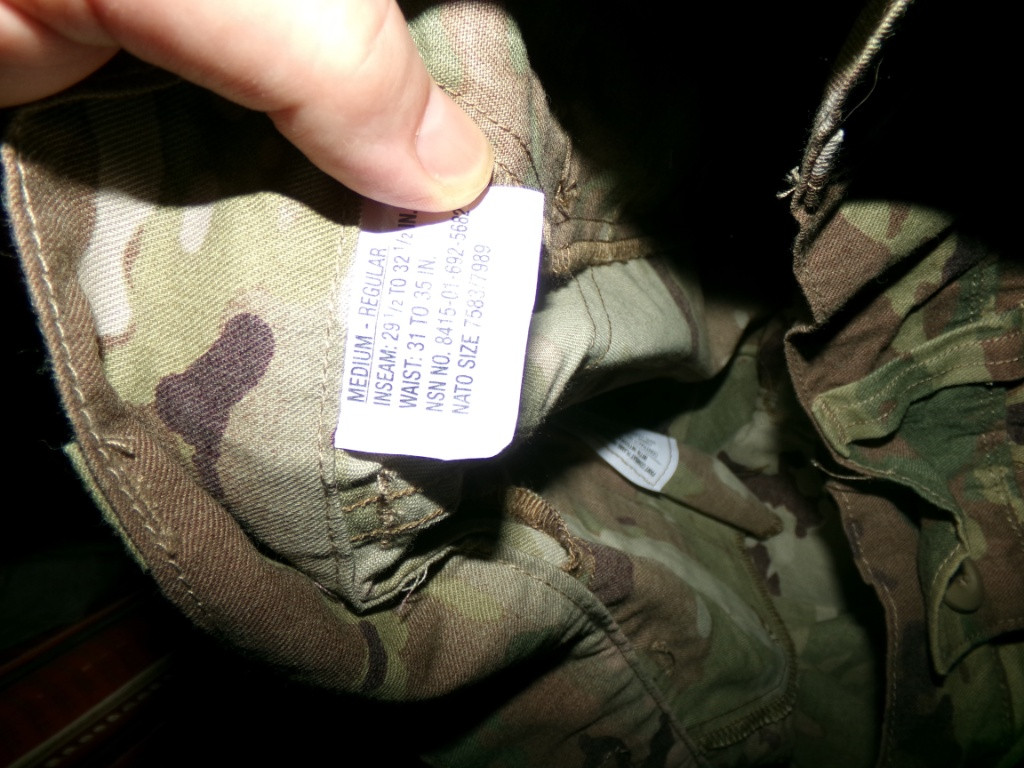 MEDIUM - REGULAR
INSEAM: 29 1/2 TO 32 1/2 IN.
WAIST: 31 TO 35 IN.
NSN NO. 8415-01-692-5682
NATO SIZE 7583/7989